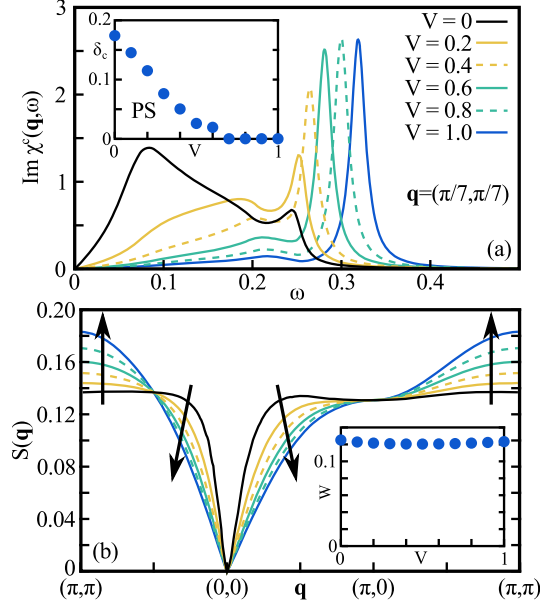 3
2
1
0
Im χᶜ(q,ω)
0.2
0.1
0
δc
PS
0
V
1
V = 0
V = 0.2
V = 0.4
V = 0.6
V = 0.8
V = 1.0
q=(π/7,π/7)
(a)
0
0.1
0.2
0.3
0.4
ω
0.20
0.16
0.12
0.08
0.04
0
S(q)
(b)
0.1
0
W
0
V
1
(π,π)
(0,0)
q
(π,0)
(π,π)